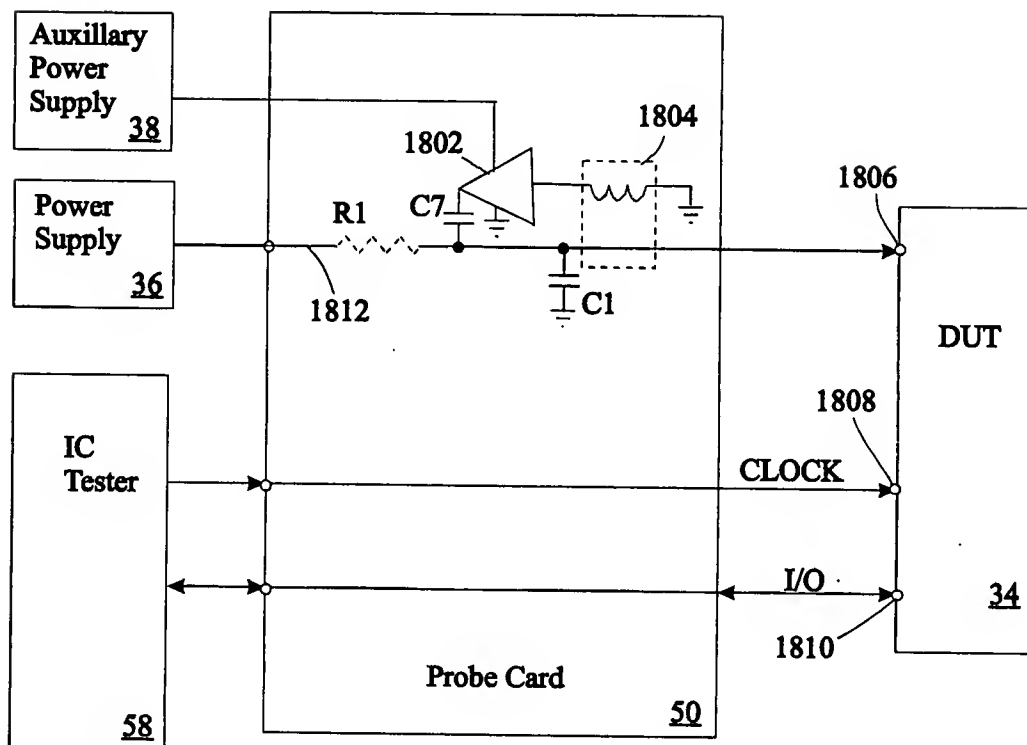 Auxillary
Power
Supply
38
Power
Supply
36
1802
1804
1806
C7
R1
1812
C1
DUT
1808
IC
Tester
CLOCK
I/O
34
1810
Probe Card
50
58